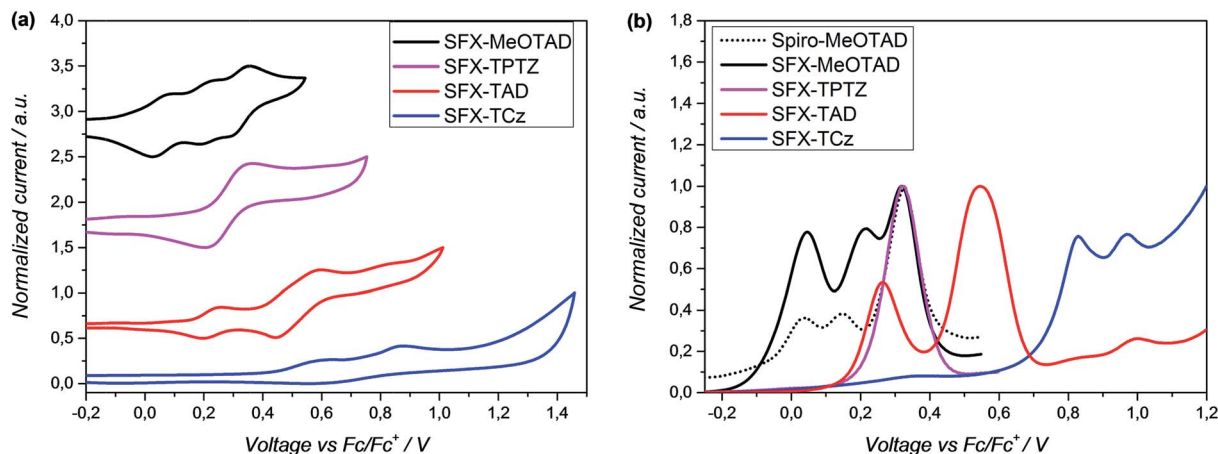 (a)
Normalized current / a.u.
4,0
3,5
3,0
2,5
2,0
1,5
1,0
0,5
0,0
SFX-MeOTAD
SFX-TPTZ
SFX-TAD
SFX-TCz
-0,2 0,0 0,2 0,4 0,6 0,8 1,0 1,2 1,4
Voltage vs Fc/Fc+ / V
(b)
Normalized current / a.u.
1,8
1,6
1,4
1,2
1,0
0,8
0,6
0,4
0,2
0,0
Spiro-MeOTAD
SFX-MeOTAD
SFX-TPTZ
SFX-TAD
SFX-TCz
-0,2 0,0 0,2 0,4 0,6 0,8 1,0 1,2
Voltage vs Fc/Fc+ / V